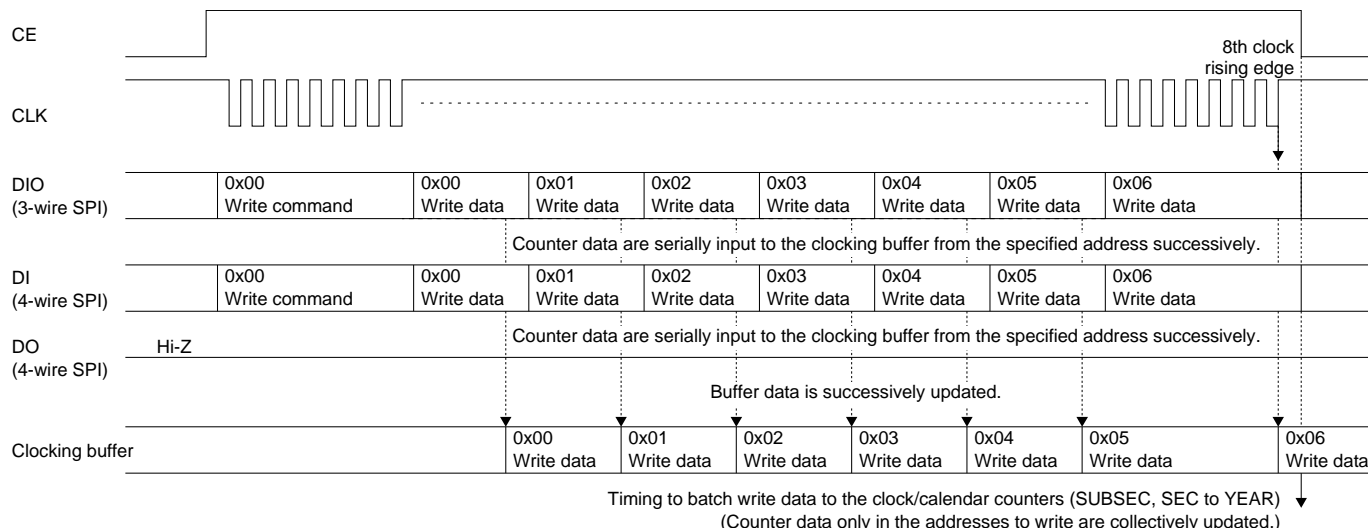 CE
8th clock
rising edge
CLK
DIO
(3-wire SPI)
0x00
Write command
0x00
Write data
0x01
Write data
0x02
Write data
0x03
Write data
0x04
Write data
0x05
Write data
0x06
Write data
Counter data are serially input to the clocking buffer from the specified address successively.
DI
(4-wire SPI)
0x00
Write command
0x00
Write data
0x01
Write data
0x02
Write data
0x03
Write data
0x04
Write data
0x05
Write data
0x06
Write data
Counter data are serially input to the clocking buffer from the specified address successively.
DO
(4-wire SPI)
Hi-Z
Buffer data is successively updated.
Clocking buffer
0x00
Write data
0x01
Write data
0x02
Write data
0x03
Write data
0x04
Write data
0x05
Write data
0x06
Write data
Timing to batch write data to the clock/calendar counters (SUBSEC, SEC to YEAR)
(Counter data only in the addresses to write are collectively updated.)